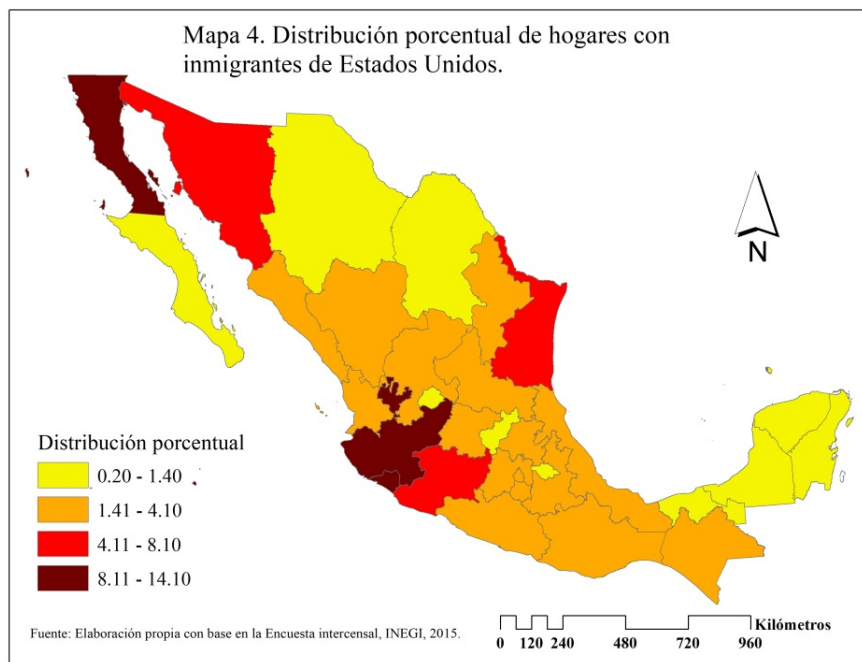 Mapa 4. Distribución porcentual de hogares con
inmigrantes de Estados Unidos.
N
Distribución porcentual
0.20 - 1.40
1.41 - 4.10
4.11 - 8.10
8.11 - 14.10
Fuente: Elaboración propia con base en la Encuesta intercensal, INEGI, 2015.
Kilómetros
0 120 240 480 720 960